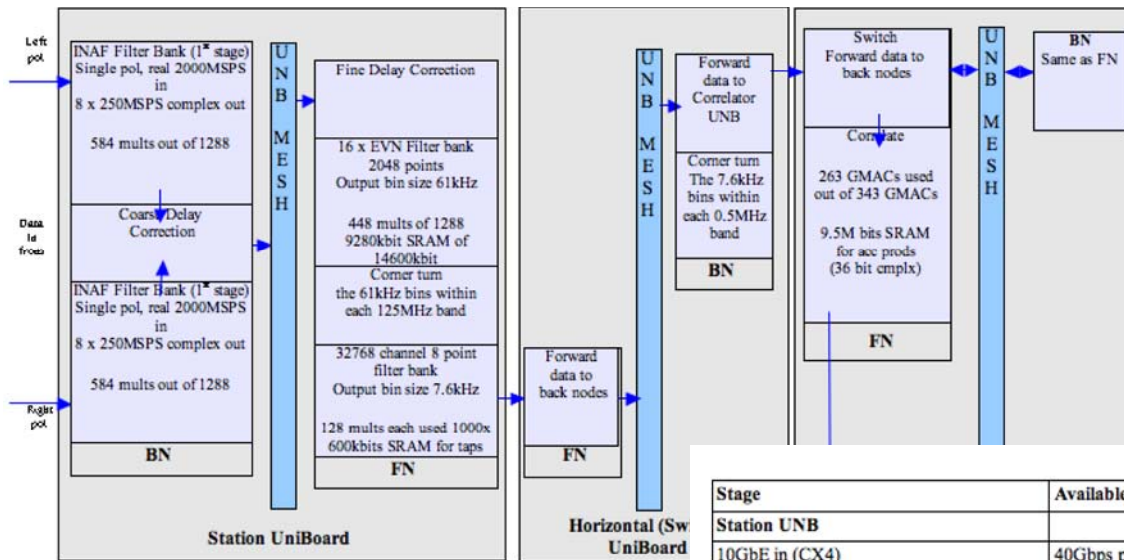 Left
pol
INAF Filter Bank (1st stage)
Single pol, real 2000MSPS
in
8 x 250MSPS complex out
584 mults out of 1288
Coarse Delay
Correction
Data
is
from
INAF Filter Bank (1st stage)
Single pol, real 2000MSPS
in
8 x 250MSPS complex out
584 mults out of 1288
Right
pol
BN
UNB MESH
Fine Delay Correction
16 x EVN Filter bank
2048 points
Output bin size 61kHz
448 mults of 1288
9280kbit SRAM of
14600kbit
Corner turn
the 61kHz bins within
each 125MHz band
32768 channel 8 point
filter bank
Output bin size 7.6kHz
128 mults each used 1000x
600kbits SRAM for taps
FN
Station UniBoard
Forward
data to
back nodes
FN
UNB MESH
Forward
data to
Correlator
UNB
Corner turn
The 7.6kHz
bins within
each 0.5MHz
band
BN
Horizontal (Sw
UniBoard
Switch
Forward data to
back nodes
Correlate
263 GMACs used
out of 343 GMACs
9.5M bits SRAM
for acc prods
(36 bit cmplx)
FN
UNB MESH
BN
Same as FN
Stage
Available
Station UNB
10GbE in (CX4)
40Gbps p